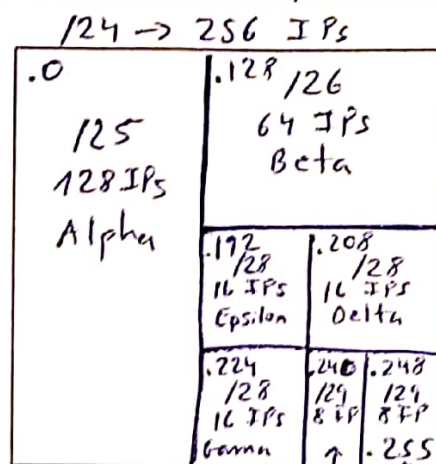 /24 -> 256 IPs
.0
/25
128 IPs
Alpha
.128 /26
64 IPs
Beta
.192
/28
16 IPs
Epsilon
.208
/28
16 IPs
Delta
.224
/28
16 IPs
Gamma
.240
/29
8 IP
↑
.248
/29
8 IP
.255